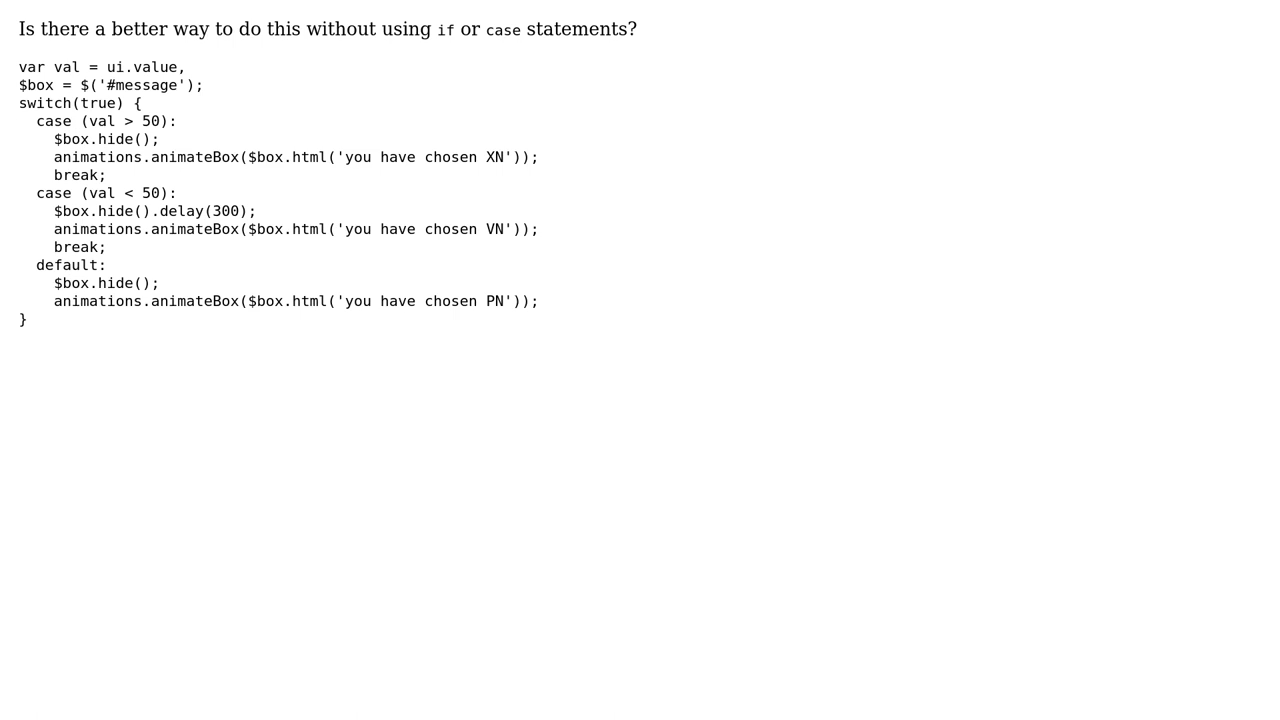 Is there a better way to do this without using if or case statements?
var val = ui.value,
$box = $('#message');
switch(true) {
  case (val > 50):
    $box.hide();
    animations.animateBox($box.html('you have chosen XN'));
    break;
  case (val < 50):
    $box.hide().delay(300);
    animations.animateBox($box.html('you have chosen VN'));
    break;
  default:
    $box.hide();
    animations.animateBox($box.html('you have chosen PN'));
}